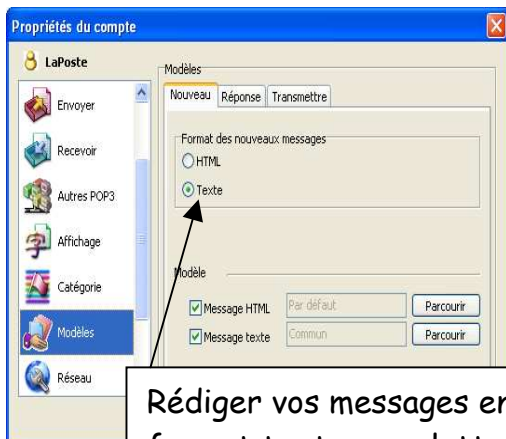 Propriétés du compte
LaPoste
Envoyer
Recevoir
Autres POP3
Affichage
Catégorie
Modèles
Réseau
Modèles
Nouveau Réponse Transmettre
Format des nouveaux messages
HTML
Texte
Modèle
Message HTML Par défaut Parcourir
Message texte Commun Parcourir
Rédiger vos messages en